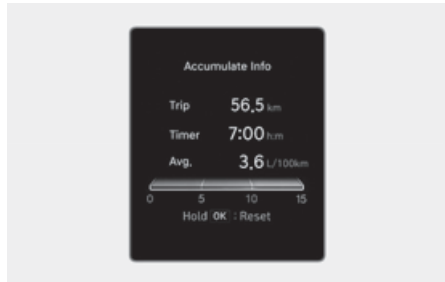 Accumulate Info
Trip 56.5 km
Timer 7:00 h:m
Avg. 3.6 L/100km
0 5 10 15
Hold OK : Reset